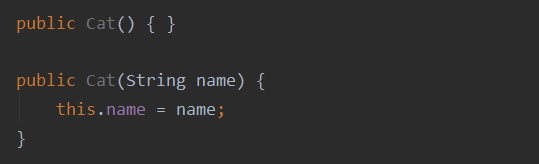 public Cat() { }
public Cat(String name) {
this.name = name;
}